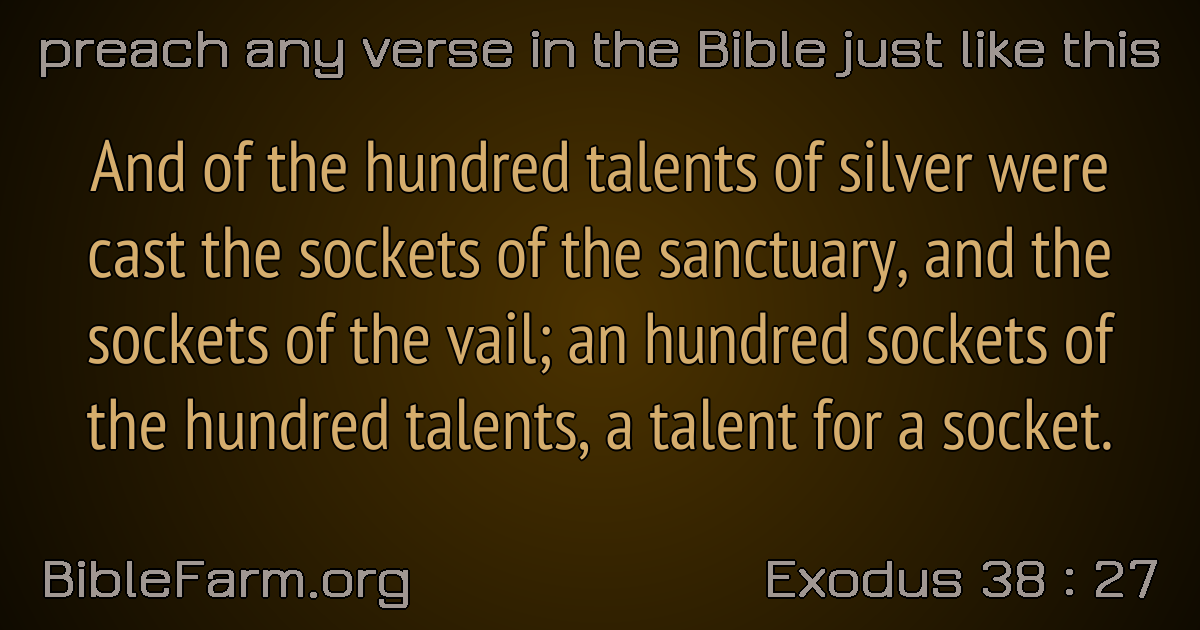 preach any verse in the Bible just like this
And of the hundred talents of silver were
cast the sockets of the sanctuary, and the
sockets of the vail; an hundred sockets of
the hundred talents, a talent for a socket.
BibleFarm.org
Exodus 38 : 27